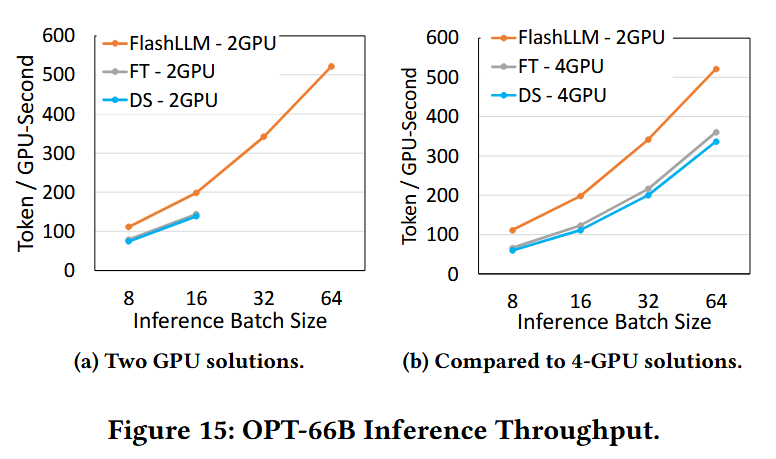 600
500
400
300
200
100
0
Token / GPU-Second
FlashLLM - 2GPU
FT - 2GPU
DS - 2GPU
8 16 32 64
Inference Batch Size
(a) Two GPU solutions.
600
500
400
300
200
100
0
Token / GPU-Second
FlashLLM - 2GPU
FT - 4GPU
DS - 4GPU
8 16 32 64
Inference Batch Size
(b) Compared to 4-GPU solutions.
Figure 15: OPT-66B Inference Throughput.